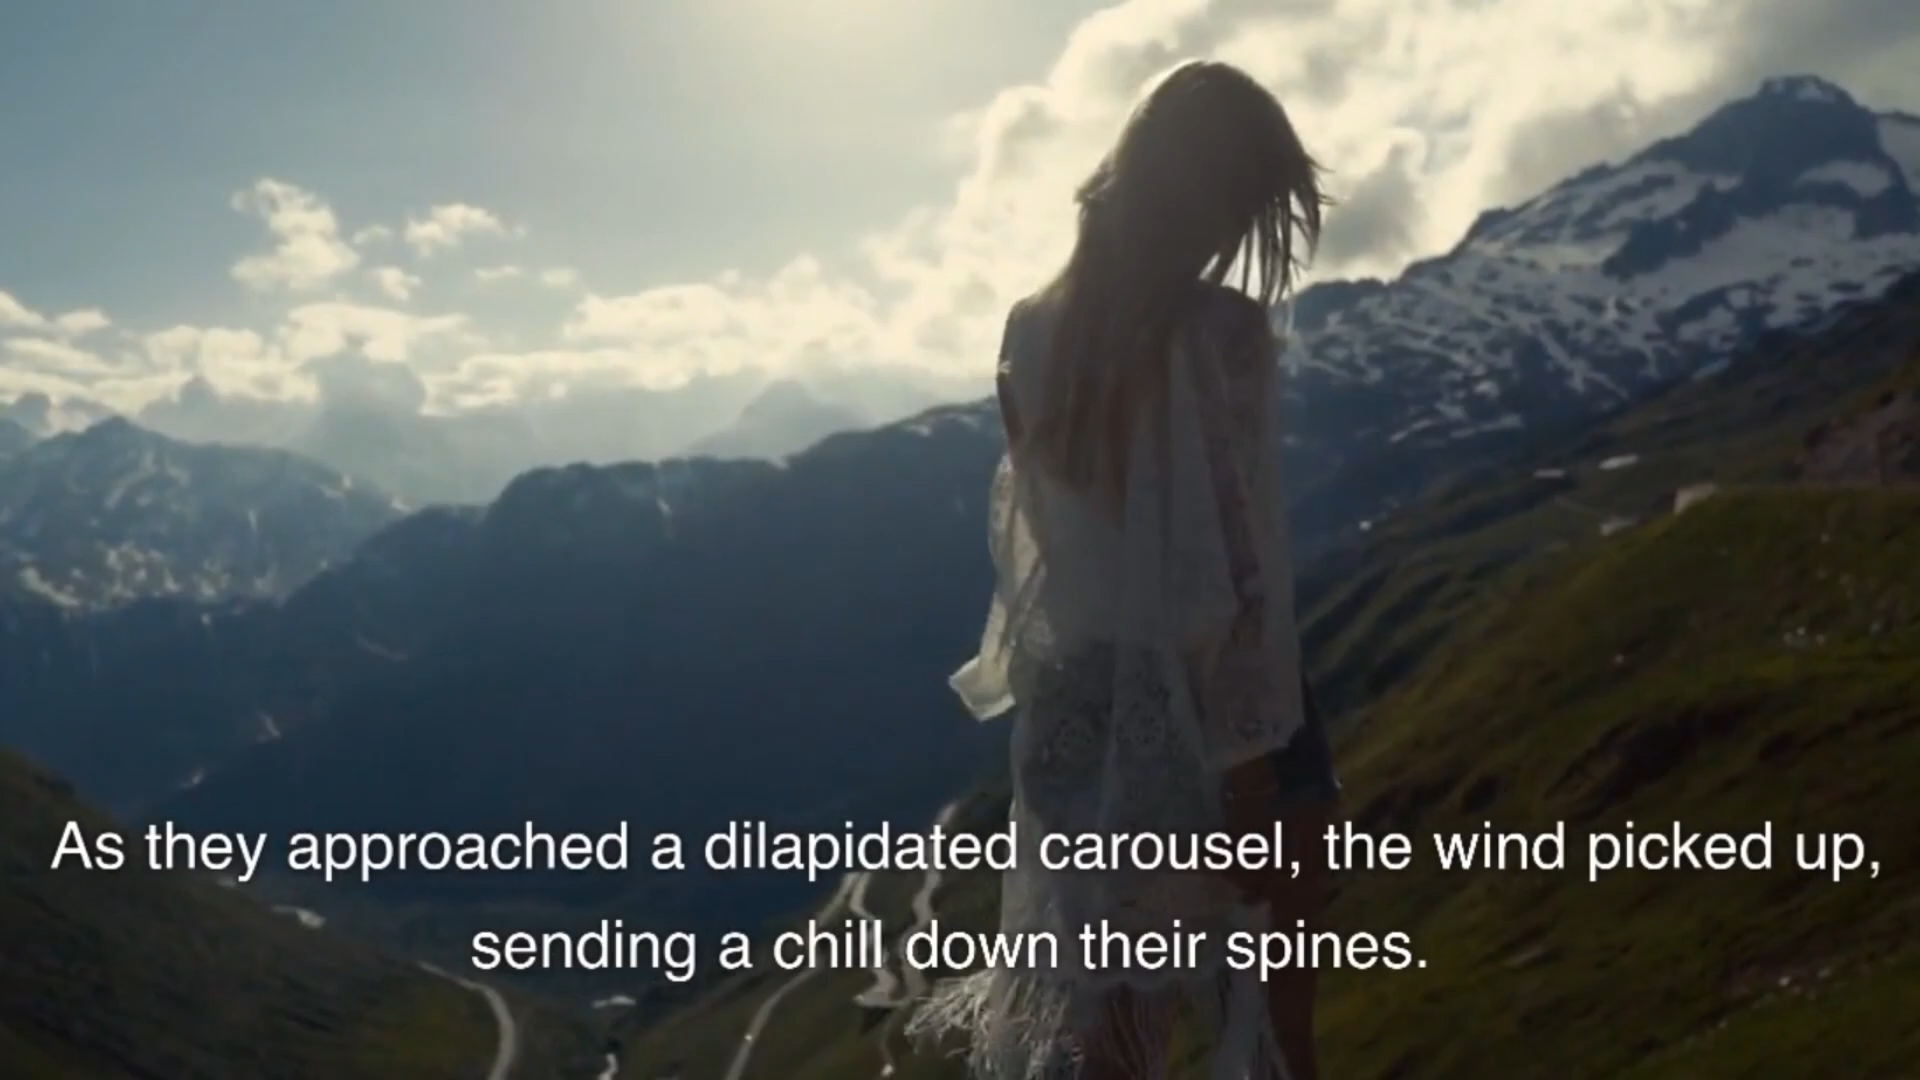 As they approached a dilapidated carousel, the wind picked up,
sending a chill down their spines.